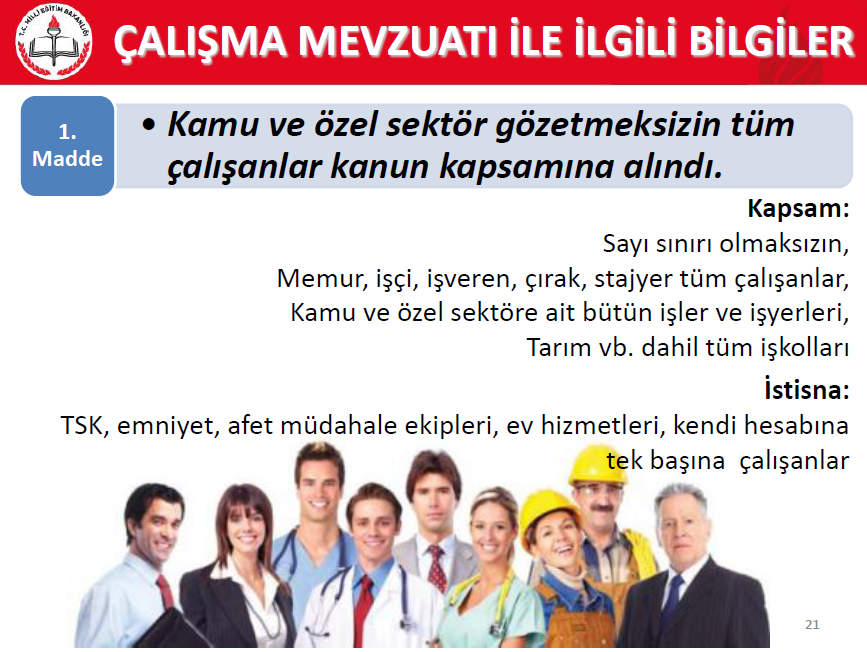 T.C. MİLLÎ EĞİTİM BAKANLIĞI
ÇALIŞMA MEVZUATI İLE İLGİLİ BİLGİLER
1.
Madde
• Kamu ve özel sektör gözetmeksizin tüm
çalışanlar kanun kapsamına alındı.
Kapsam:
Sayı sınırı olmaksızın,
Memur, işçi, işveren, çırak, stajyer tüm çalışanlar,
Kamu ve özel sektöre ait bütün işler ve işyerleri,
Tarım vb. dahil tüm işkolları
İstisna:
TSK, emniyet, afet müdahale ekipleri, ev hizmetleri, kendi hesabına
tek başına çalışanlar
21